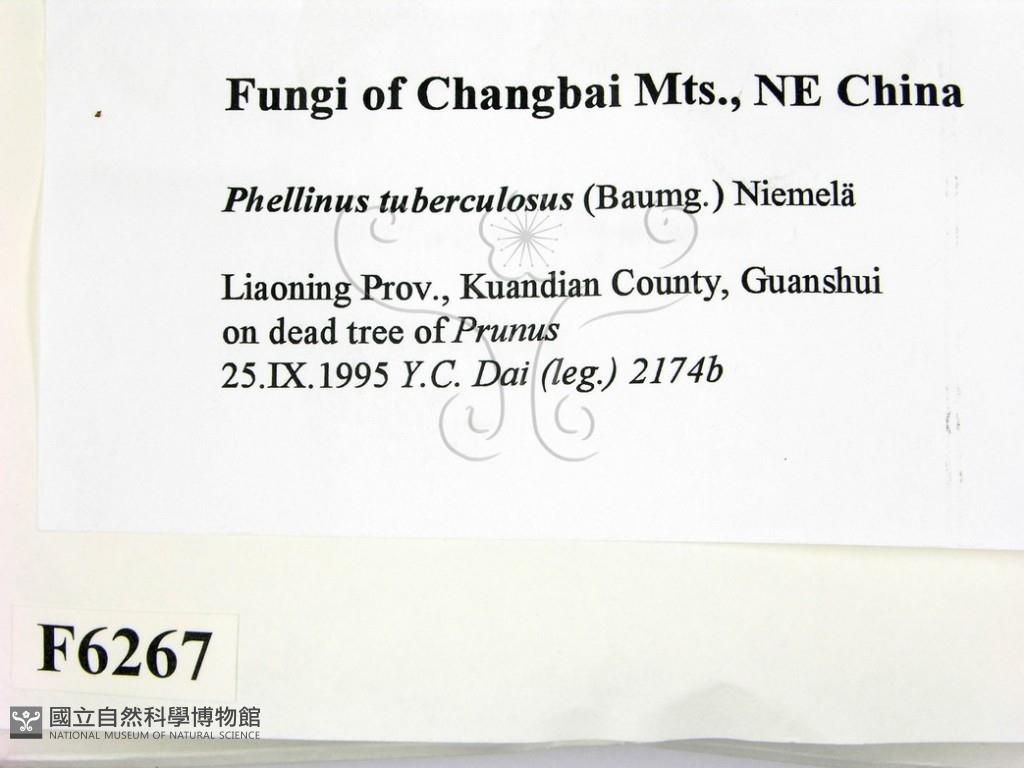 Fungi of Changbai Mts., NE China
Phellinus tuberculosus (Baumg.) Niemelä
Liaoning Prov., Kuandian County, Guanshui
on dead tree of Prunus
25.IX.1995 Y.C. Dai (leg.) 2174b
F6267
國立自然科學博物館
NATIONAL MUSEUM OF NATURAL SCIENCE